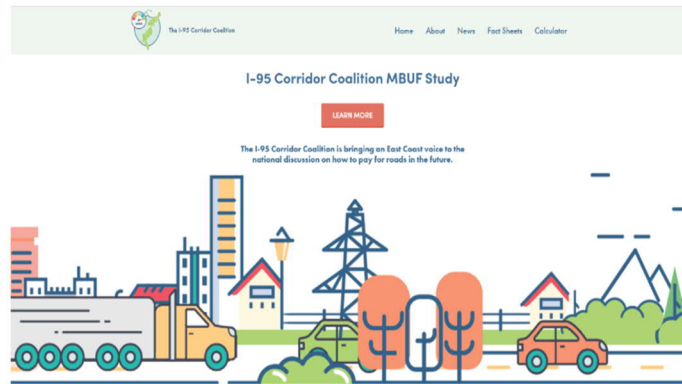 The I-95 Corridor Coalition
Home About News Fact Sheets Calculator
I-95 Corridor Coalition MBUF Study
LEARN MORE
The I-95 Corridor Coalition is bringing an East Coast voice to the
national discussion on how to pay for roads in the future.